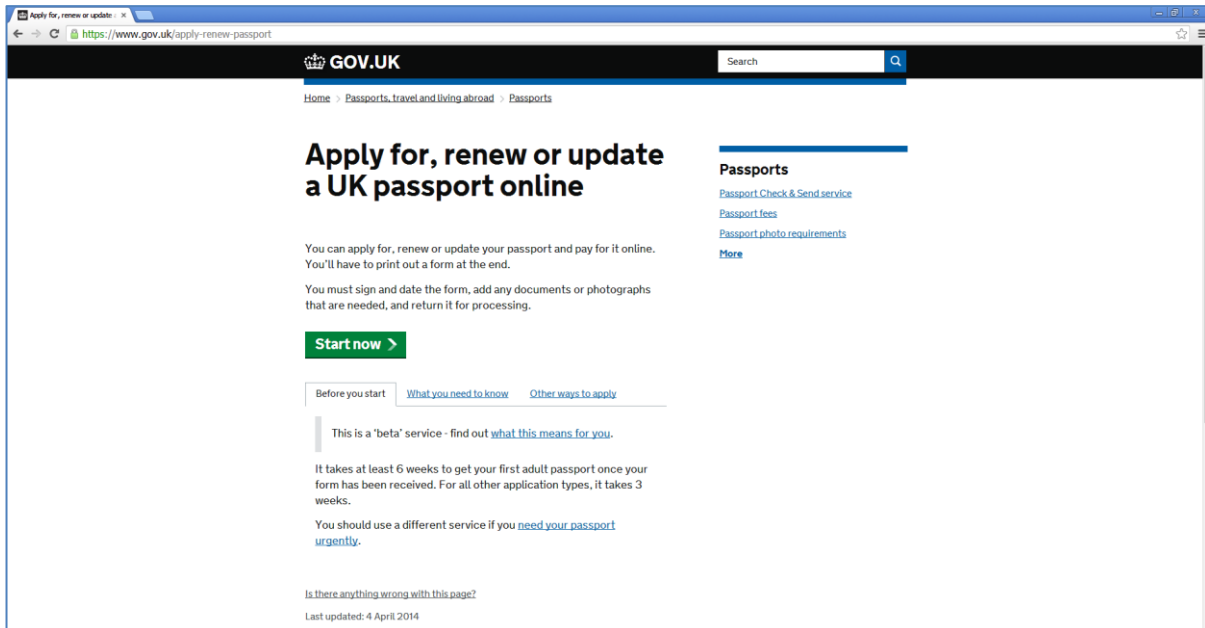 Apply for, renew or update a
https://www.gov.uk/apply-renew-passport
GOV.UK
Search
Home > Passports, travel and living abroad > Passports
Apply for, renew or update
a UK passport online
You can apply for, renew or update your passport and pay for it online.
You'll have to print out a form at the end.
You must sign and date the form, add any documents or photographs
that are needed, and return it for processing.
Start now >
Before you start
What you need to know
Other ways to apply
This is a 'beta' service - find out what this means for you.
It takes at least 6 weeks to get your first adult passport once your
form has been received. For all other application types, it takes 3
weeks.
You should use a different service if you need your passport
urgently.
Is there anything wrong with this page?
Last updated: 4 April 2014
Passports
Passport Check & Send service
Passport fees
Passport photo requirements
More